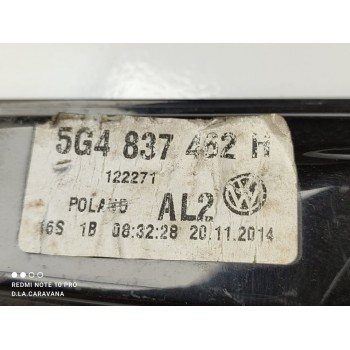 5G4 837 462 H
122271
POLAND AL2
16S 1B 08:32:28 20.11.2014
REDMI NOTE 10 PRO
D.L.A. CARAVANA